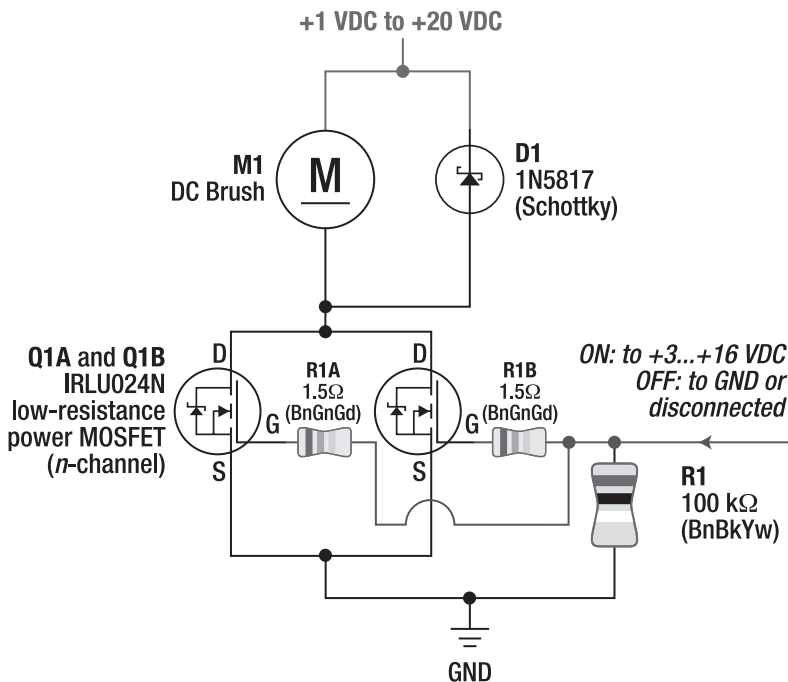 +1 VDC to +20 VDC
M1
DC Brush
M
D1
1N5817
(Schottky)
Q1A and Q1B
IRLU024N
low-resistance
power MOSFET
(n-channel)
D
G
S
R1A
1.5Ω
(BnGnGd)
D
G
S
R1B
1.5Ω
(BnGnGd)
ON: to +3...+16 VDC
OFF: to GND or
disconnected
R1
100 kΩ
(BnBkYw)
GND